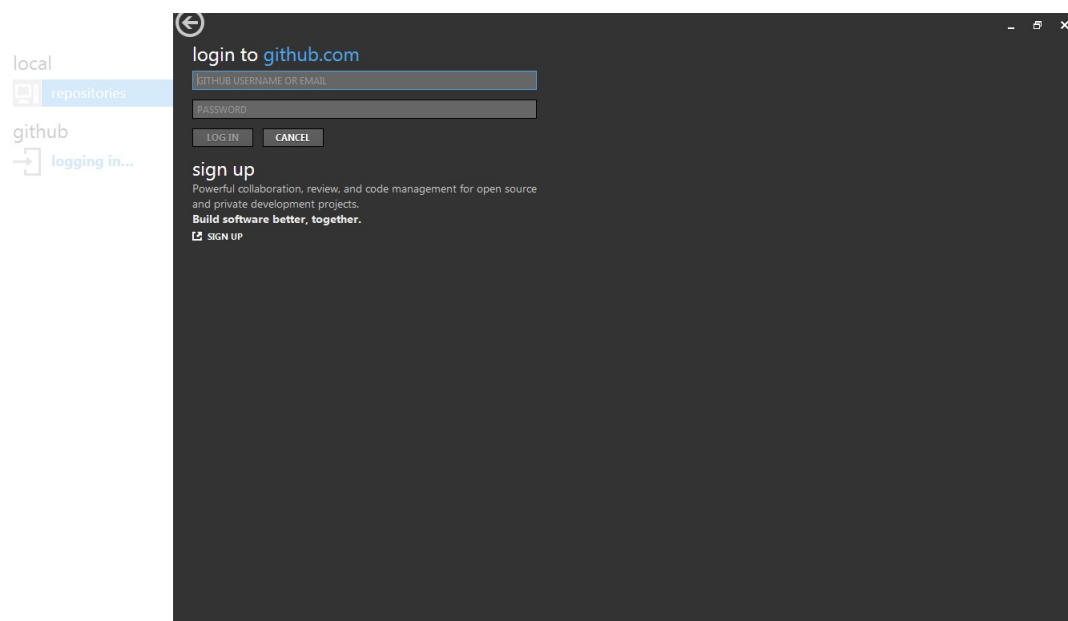 local
repositories
github
logging in...
login to github.com
GITHUB USERNAME OR EMAIL
PASSWORD
LOG IN
CANCEL
sign up
Powerful collaboration, review, and code management for open source
and private development projects.
Build software better, together.
SIGN UP